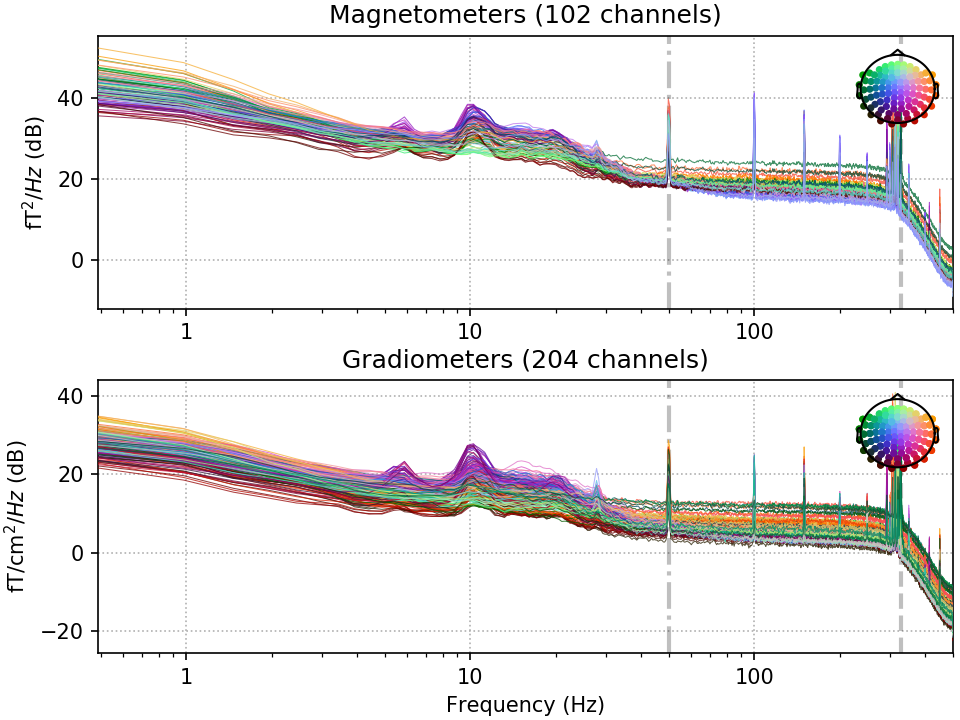 Magnetometers (102 channels)
fT²/Hz (dB)
40
20
0
1
10
100
Gradiometers (204 channels)
fT/cm²/Hz (dB)
40
20
0
−20
1
10
100
Frequency (Hz)